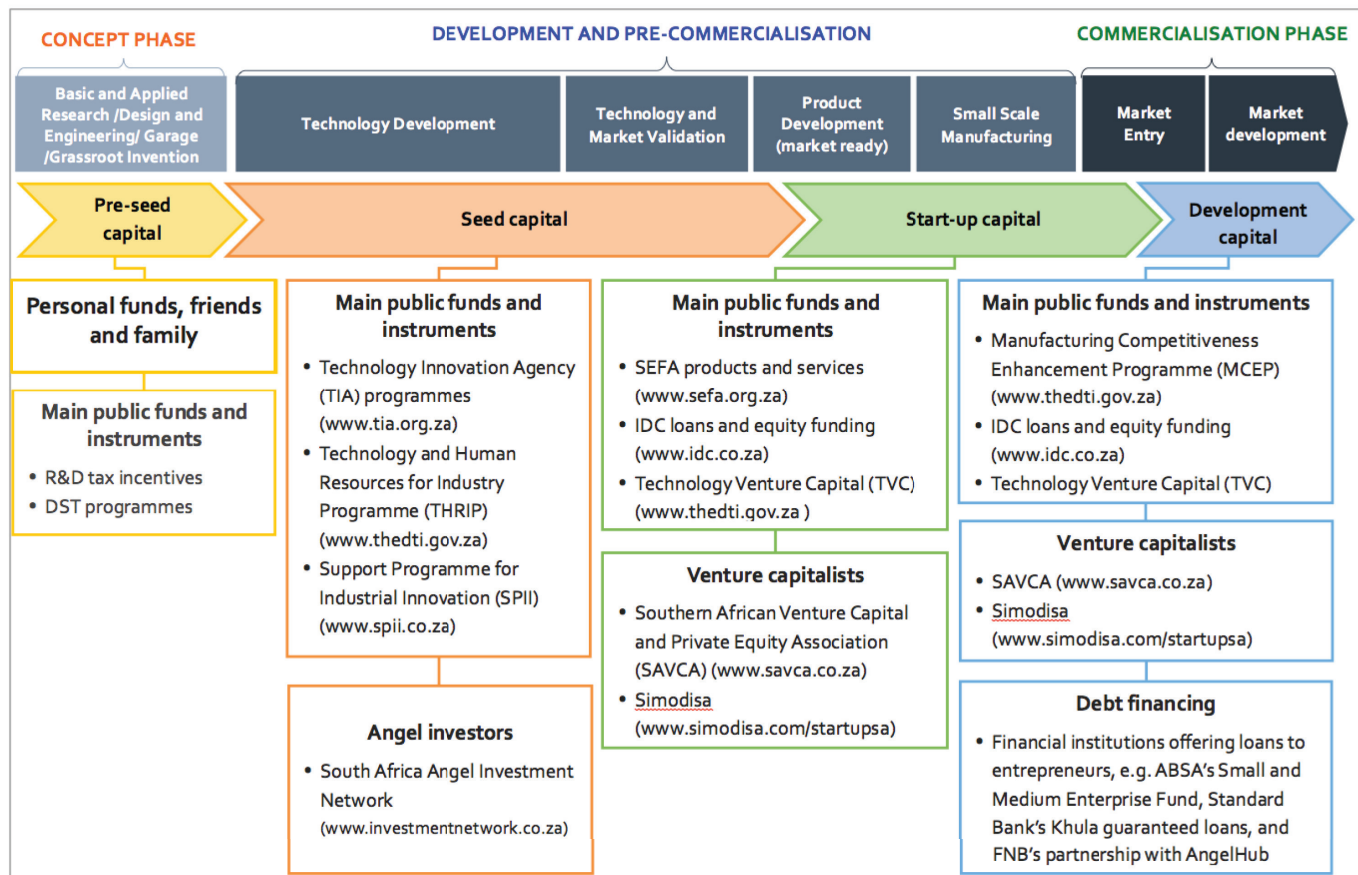 CONCEPT PHASE
DEVELOPMENT AND PRE-COMMERCIALISATION
COMMERCIALISATION PHASE
Basic and Applied
Research /Design and
Engineering/ Garage
/Grassroot Invention
Technology Development
Technology and
Market Validation
Product
Development
(market ready)
Small Scale
Manufacturing
Market
Entry
Market
development
Pre-seed
capital
Seed capital
Start-up capital
Development
capital
Personal funds, friends
and family
Main public funds and
instruments
• R&D tax incentives
• DST programmes
Main public funds and
instruments
• Technology Innovation Agency
(TIA) programmes
(www.tia.org.za)
• Technology and Human
Resources for Industry
Programme (THRIP)
(www.thedti.gov.za)
• Support Programme for
Industrial Innovation (SPII)
(www.spii.co.za)
Angel investors
• South Africa Angel Investment
Network
(www.investmentnetwork.co.za)
Main public funds and
instruments
• SEFA products and services
(www.sefa.org.za)
• IDC loans and equity funding
(www.idc.co.za)
• Technology Venture Capital (TVC)
(www.thedti.gov.za )
Venture capitalists
• Southern African Venture Capital
and Private Equity Association
(SAVCA) (www.savca.co.za)
• Simodisa
(www.simodisa.com/startupsa)
Main public funds and instruments
• Manufacturing Competitiveness
Enhancement Programme (MCEP)
(www.thedti.gov.za)
• IDC loans and equity funding
(www.idc.co.za)
• Technology Venture Capital (TVC)
Venture capitalists
• SAVCA (www.savca.co.za)
• Simodisa
(www.simodisa.com/startupsa)
Debt financing
• Financial institutions offering loans to
entrepreneurs, e.g. ABSA’s Small and
Medium Enterprise Fund, Standard
Bank’s Khula guaranteed loans, and
FNB’s partnership with AngelHub